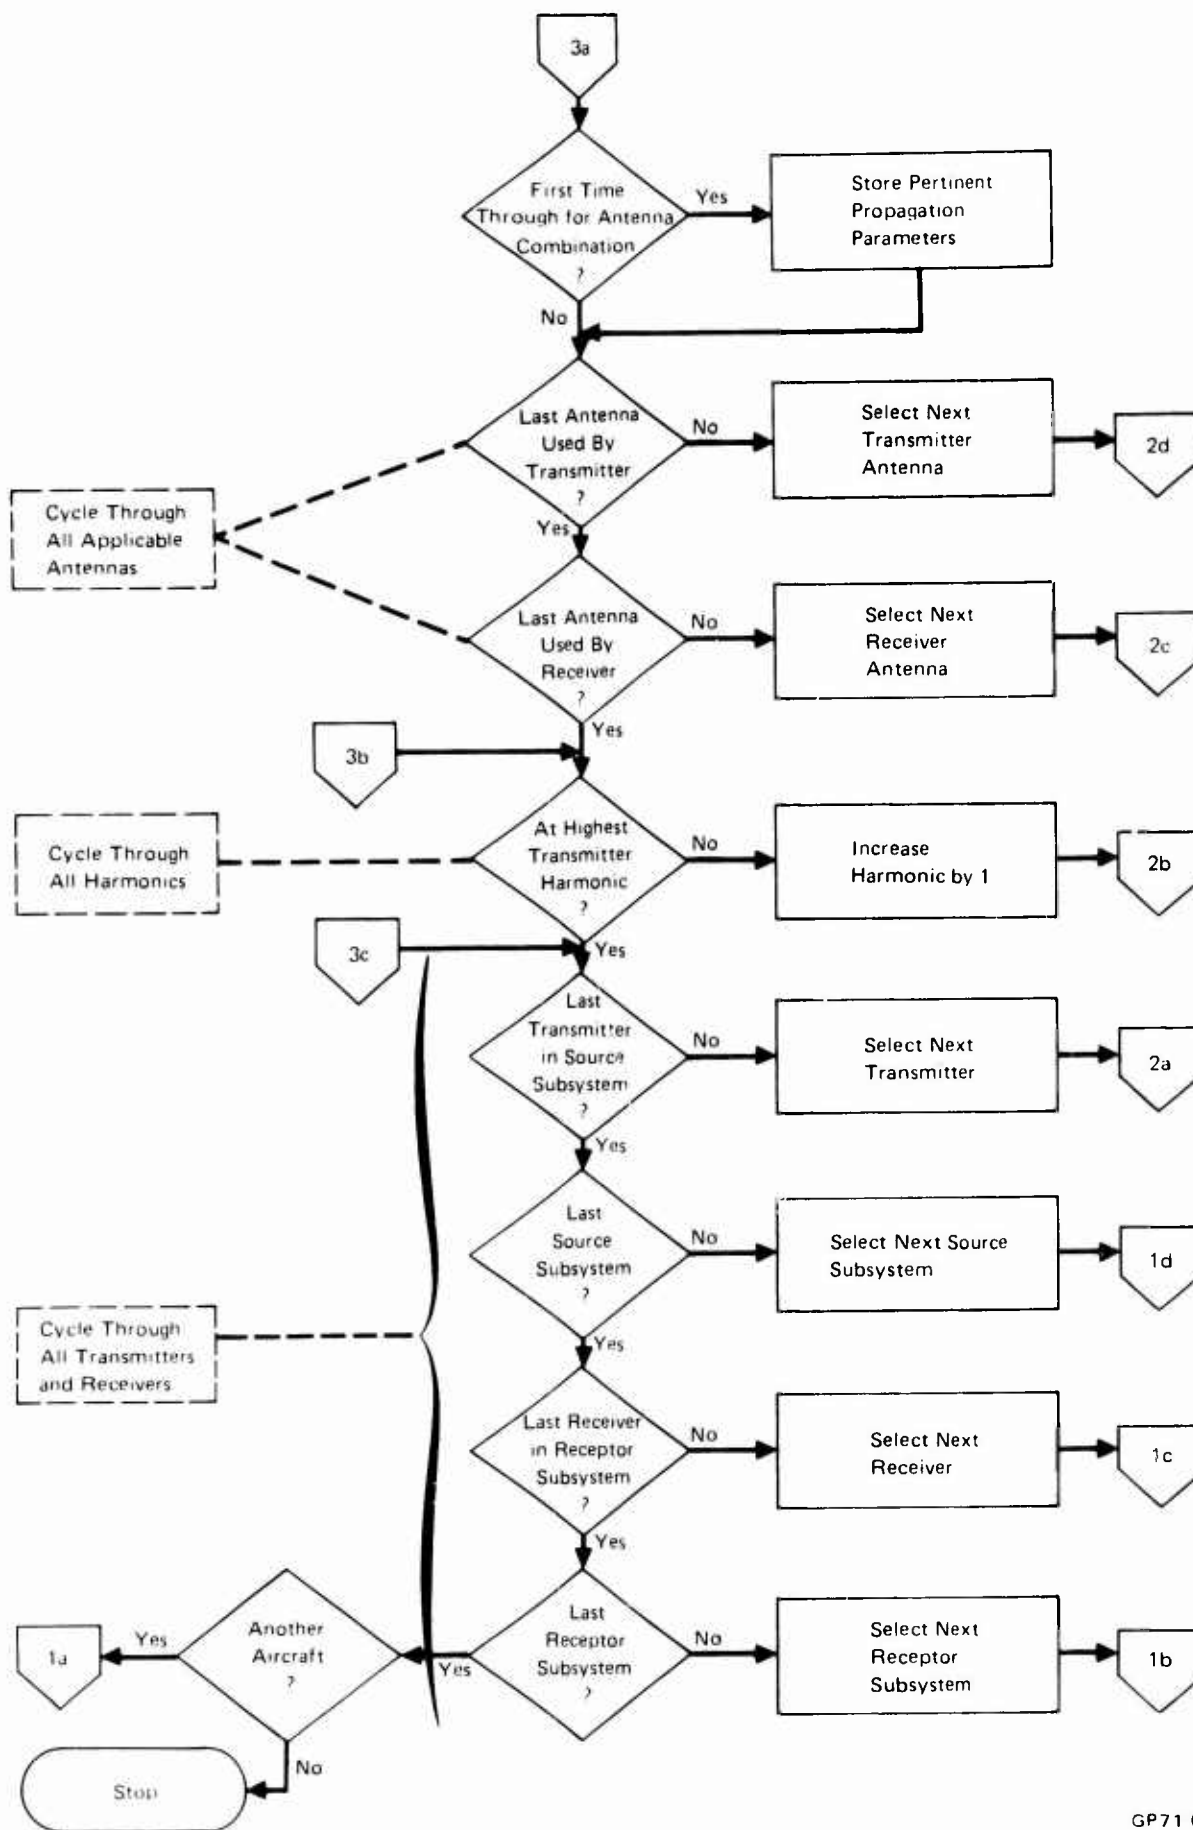 3a
First Time
Through for Antenna
Combination
?
Yes
Store Pertinent
Propagation
Parameters
No
Last Antenna
Used By
Transmitter
?
No
Select Next
Transmitter
Antenna
2d
Cycle Through
All Applicable
Antennas
Yes
Last Antenna
Used By
Receiver
?
No
Select Next
Receiver
Antenna
2c
Yes
3b
At Highest
Transmitter
Harmonic
?
No
Increase
Harmonic by 1
2b
Cycle Through
All Harmonics
Yes
3c
Last
Transmitter
in Source
Subsystem
?
No
Select Next
Transmitter
2a
Yes
Last
Source
Subsystem
?
No
Select Next Source
Subsystem
1d
Cycle Through
All Transmitters
and Receivers
Yes
Last Receiver
in Receptor
Subsystem
?
No
Select Next
Receiver
1c
Yes
Last
Receptor
Subsystem
?
No
Select Next
Receptor
Subsystem
1b
Yes
Another
Aircraft
?
Yes
1a
No
Stop
GP71